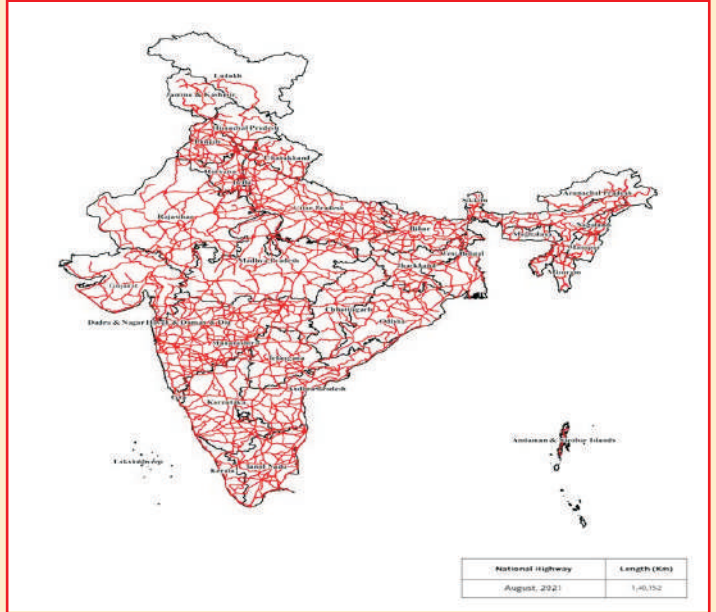 Ladakh
Jammu & Kashmir
Himachal Pradesh
Punjab
Uttarakhand
Haryana
Delhi
Arunachal Pradesh
Sikkim
Uttar Pradesh
Rajasthan
Nagaland
Bihar
Meghalaya
Manipur
West Bengal
Madhya Pradesh
Jharkhand
Mizoram
Gujarat
Chhattisgarh
Dadra & Nagar Haveli & Daman & Diu
Odisha
Maharashtra
Telangana
Andhra Pradesh
Goa
Karnataka
Andaman & Nicobar Islands
Lakshadweep
Kerala
Tamil Nadu
National Highway Length (Km)
August, 2021 1,40,152